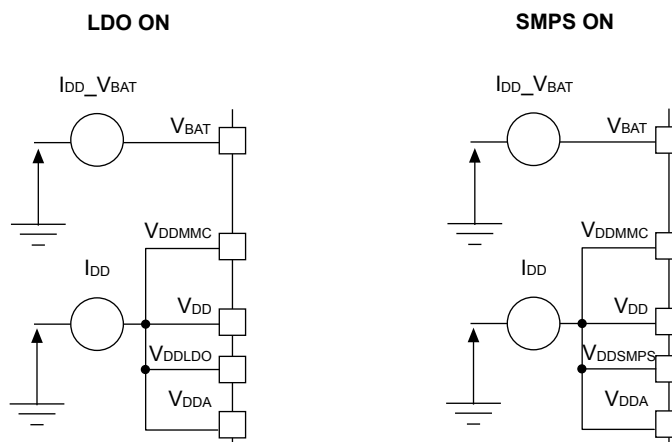 LDO ON
SMPS ON
IDD_VBAT
IDD_VBAT
VBAT
VBAT
VDDMMC
VDDMMC
IDD
IDD
VDD
VDD
VDDLDO
VDDSMPS
VDDA
VDDA